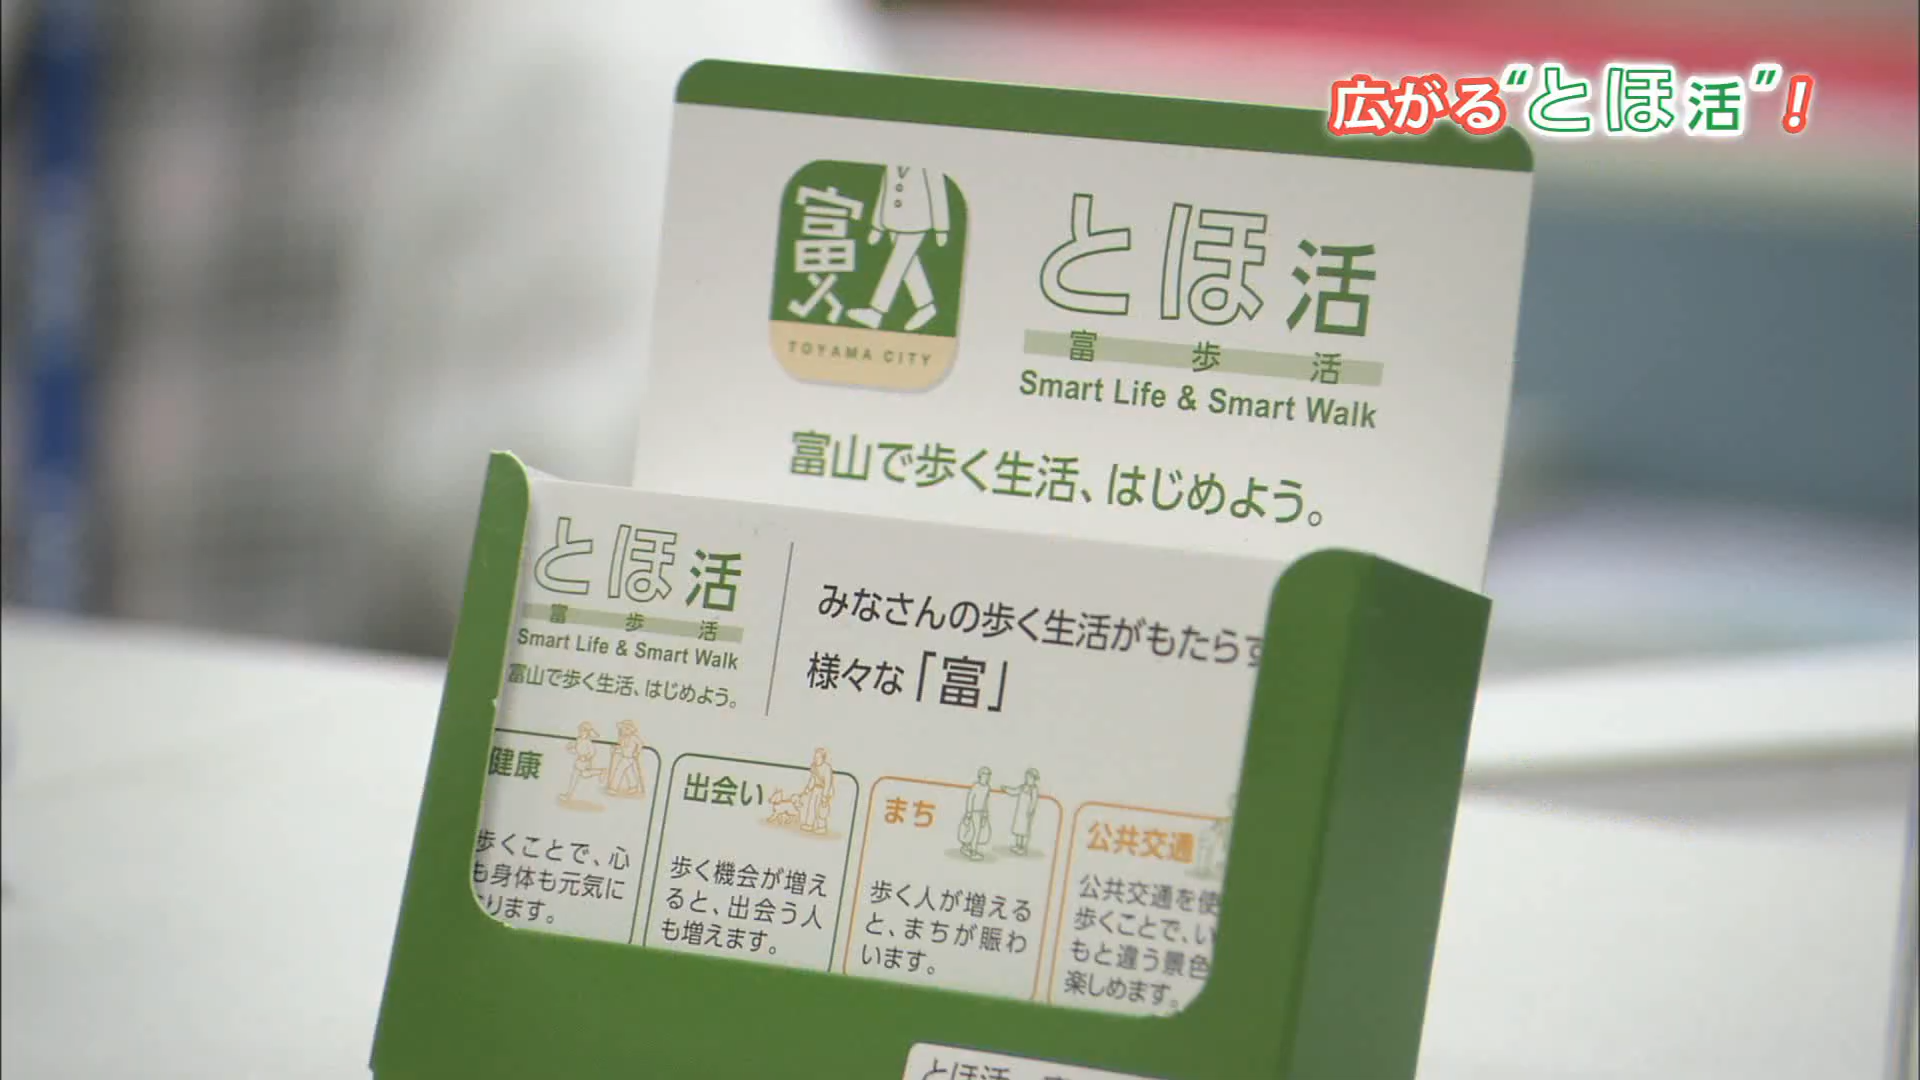 広がる“とほ活”！
富
TOYAMA CITY
とほ活
富歩活
Smart Life & Smart Walk
富山で歩く生活、はじめよう。
とほ活
富歩活
Smart Life & Smart Walk
富山で歩く生活、はじめよう。
みなさんの歩く生活がもたらす
様々な「富」
健康
歩くことで、心
も身体も元気に
ります。
出会い
歩く機会が増え
ると、出会う人
も増えます。
まち
歩く人が増える
と、まちが賑わ
います。
公共交通
公共交通を使
歩くことで、い
もと違う景色
楽しめます。
とほ活